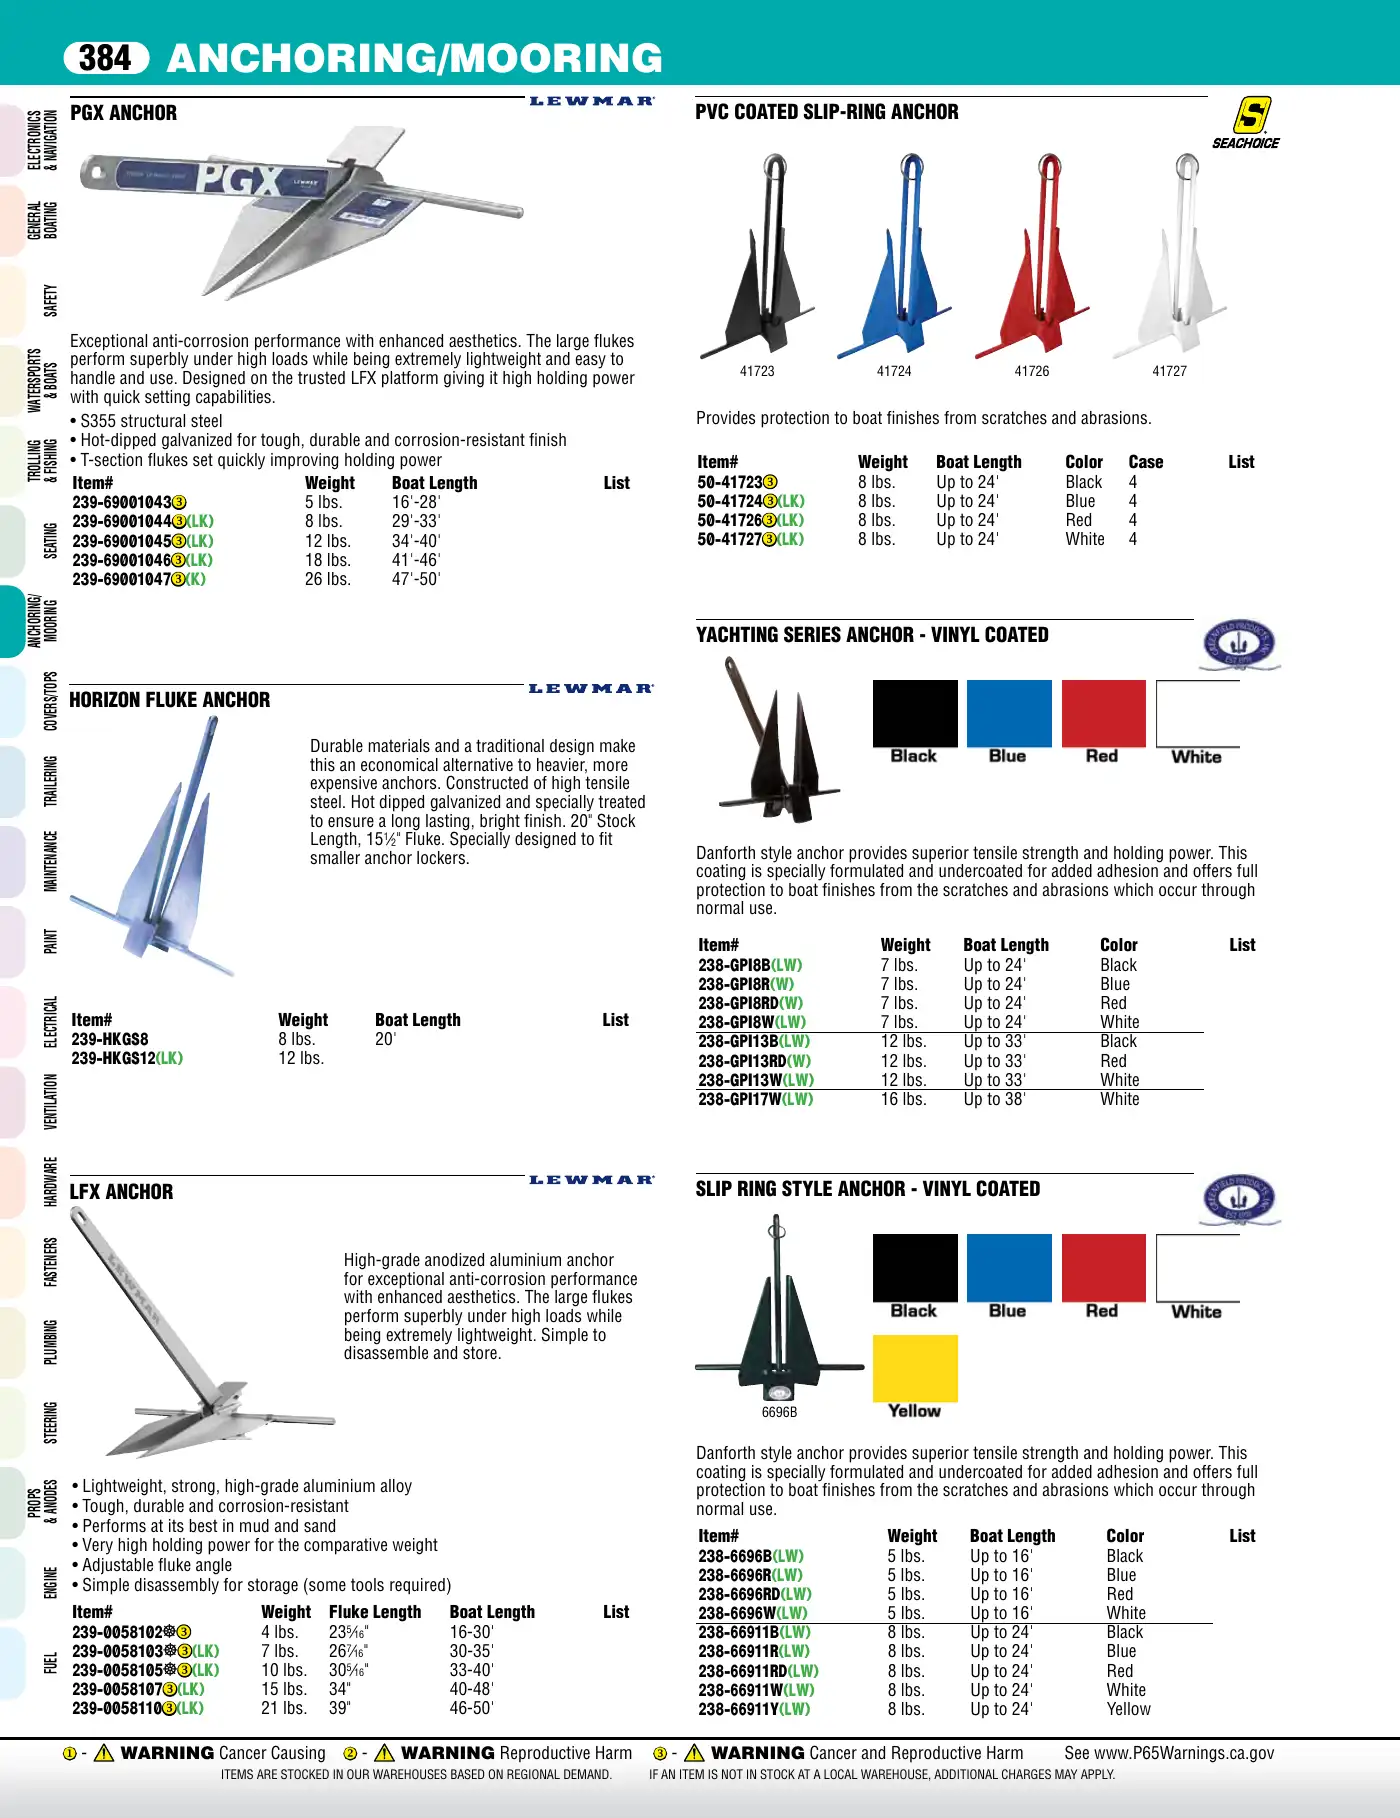 384 ANCHORING/MOORING
ELECTRONICS
& NAVIGATION
GENERAL
BOATING
SAFETY
WATERSPORTS
& BOATS
TROLLING
& FISHING
SEATING
ANCHORING/
MOORING
COVERS/TOPS
TRAILERING
MAINTENANCE
PAINT
ELECTRICAL
VENTILATION
HARDWARE
FASTENERS
PLUMBING
STEERING
PROPS
& ANODES
ENGINE
FUEL
PGX ANCHOR
LEWMAR
PGX
LEWMAR
Exceptional anti-corrosion performance with enhanced aesthetics. The large flukes
perform superbly under high loads while being extremely lightweight and easy to
handle and use. Designed on the trusted LFX platform giving it high holding power
with quick setting capabilities.
• S355 structural steel
• Hot-dipped galvanized for tough, durable and corrosion-resistant finish
• T-section flukes set quickly improving holding power
Item# Weight Boat Length List
239-69001043③ 5 lbs. 16'-28'
239-69001044③(LK) 8 lbs. 29'-33'
239-69001045③(LK) 12 lbs. 34'-40'
239-69001046③(LK) 18 lbs. 41'-46'
239-69001047③(K) 26 lbs. 47'-50'
HORIZON FLUKE ANCHOR
LEWMAR
Durable materials and a traditional design make
this an economical alternative to heavier, more
expensive anchors. Constructed of high tensile
steel. Hot dipped galvanized and specially treated
to ensure a long lasting, bright finish. 20" Stock
Length, 15½" Fluke. Specially designed to fit
smaller anchor lockers.
Item# Weight Boat Length List
239-HKGS8 8 lbs. 20'
239-HKGS12(LK) 12 lbs.
LFX ANCHOR
LEWMAR
LEWMAR
High-grade anodized aluminium anchor
for exceptional anti-corrosion performance
with enhanced aesthetics. The large flukes
perform superbly under high loads while
being extremely lightweight. Simple to
disassemble and store.
• Lightweight, strong, high-grade aluminium alloy
• Tough, durable and corrosion-resistant
• Performs at its best in mud and sand
• Very high holding power for the comparative weight
• Adjustable fluke angle
• Simple disassembly for storage (some tools required)
Item# Weight Fluke Length Boat Length List
239-0058102☸③ 4 lbs. 23⁵⁄₁₆" 16-30'
239-0058103☸③(LK) 7 lbs. 26⁷⁄₁₆" 30-35'
239-0058105☸③(LK) 10 lbs. 30⁵⁄₁₆" 33-40'
239-0058107③(LK) 15 lbs. 34" 40-48'
239-0058110③(LK) 21 lbs. 39" 46-50'
PVC COATED SLIP-RING ANCHOR
S
SEACHOICE
41723 41724 41726 41727
Provides protection to boat finishes from scratches and abrasions.
Item# Weight Boat Length Color Case List
50-41723③ 8 lbs. Up to 24' Black 4
50-41724③(LK) 8 lbs. Up to 24' Blue 4
50-41726③(LK) 8 lbs. Up to 24' Red 4
50-41727③(LK) 8 lbs. Up to 24' White 4
YACHTING SERIES ANCHOR - VINYL COATED
GREENFIELD PRODUCTS, INC
Black Blue Red White
Danforth style anchor provides superior tensile strength and holding power. This
coating is specially formulated and undercoated for added adhesion and offers full
protection to boat finishes from the scratches and abrasions which occur through
normal use.
Item# Weight Boat Length Color List
238-GPI8B(LW) 7 lbs. Up to 24' Black
238-GPI8R(W) 7 lbs. Up to 24' Blue
238-GPI8RD(W) 7 lbs. Up to 24' Red
238-GPI8W(LW) 7 lbs. Up to 24' White
238-GPI13B(LW) 12 lbs. Up to 33' Black
238-GPI13RD(W) 12 lbs. Up to 33' Red
238-GPI13W(LW) 12 lbs. Up to 33' White
238-GPI17W(LW) 16 lbs. Up to 38' White
SLIP RING STYLE ANCHOR - VINYL COATED
GREENFIELD PRODUCTS, INC
Black Blue Red White
6696B Yellow
Danforth style anchor provides superior tensile strength and holding power. This
coating is specially formulated and undercoated for added adhesion and offers full
protection to boat finishes from the scratches and abrasions which occur through
normal use.
Item# Weight Boat Length Color List
238-6696B(LW) 5 lbs. Up to 16' Black
238-6696R(LW) 5 lbs. Up to 16' Blue
238-6696RD(LW) 5 lbs. Up to 16' Red
238-6696W(LW) 5 lbs. Up to 16' White
238-66911B(LW) 8 lbs. Up to 24' Black
238-66911R(LW) 8 lbs. Up to 24' Blue
238-66911RD(LW) 8 lbs. Up to 24' Red
238-66911W(LW) 8 lbs. Up to 24' White
238-66911Y(LW) 8 lbs. Up to 24' Yellow
① - ⚠ WARNING Cancer Causing ② - ⚠ WARNING Reproductive Harm ③ - ⚠ WARNING Cancer and Reproductive Harm See www.P65Warnings.ca.gov
ITEMS ARE STOCKED IN OUR WAREHOUSES BASED ON REGIONAL DEMAND. IF AN ITEM IS NOT IN STOCK AT A LOCAL WAREHOUSE, ADDITIONAL CHARGES MAY APPLY.